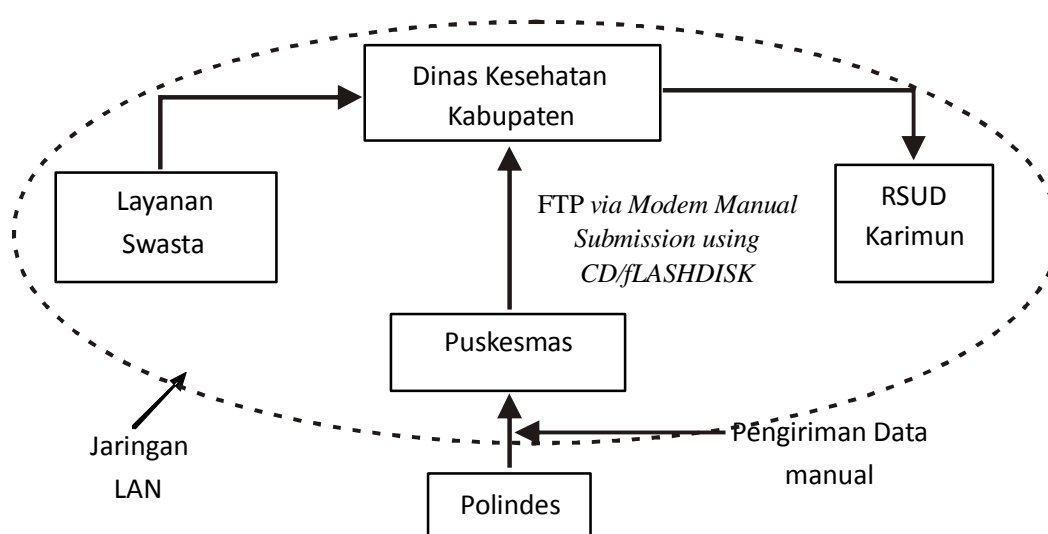 Dinas Kesehatan
Kabupaten
Layanan
Swasta
FTP via Modem Manual
Submission using
CD/fLASHDISK
RSUD
Karimun
Puskesmas
Jaringan
LAN
Pengiriman Data
manual
Polindes